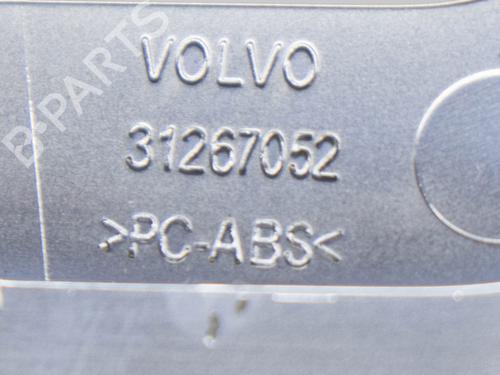 B-PARTS
VOLVO
31267052
>PC-ABS<